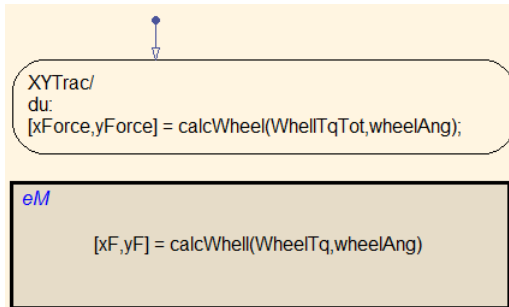 XYTrac/
du:
[xForce,yForce] = calcWheel(WhellTqTot,wheelAng);
eM
[xF,yF] = calcWhell(WheelTq,wheelAng)